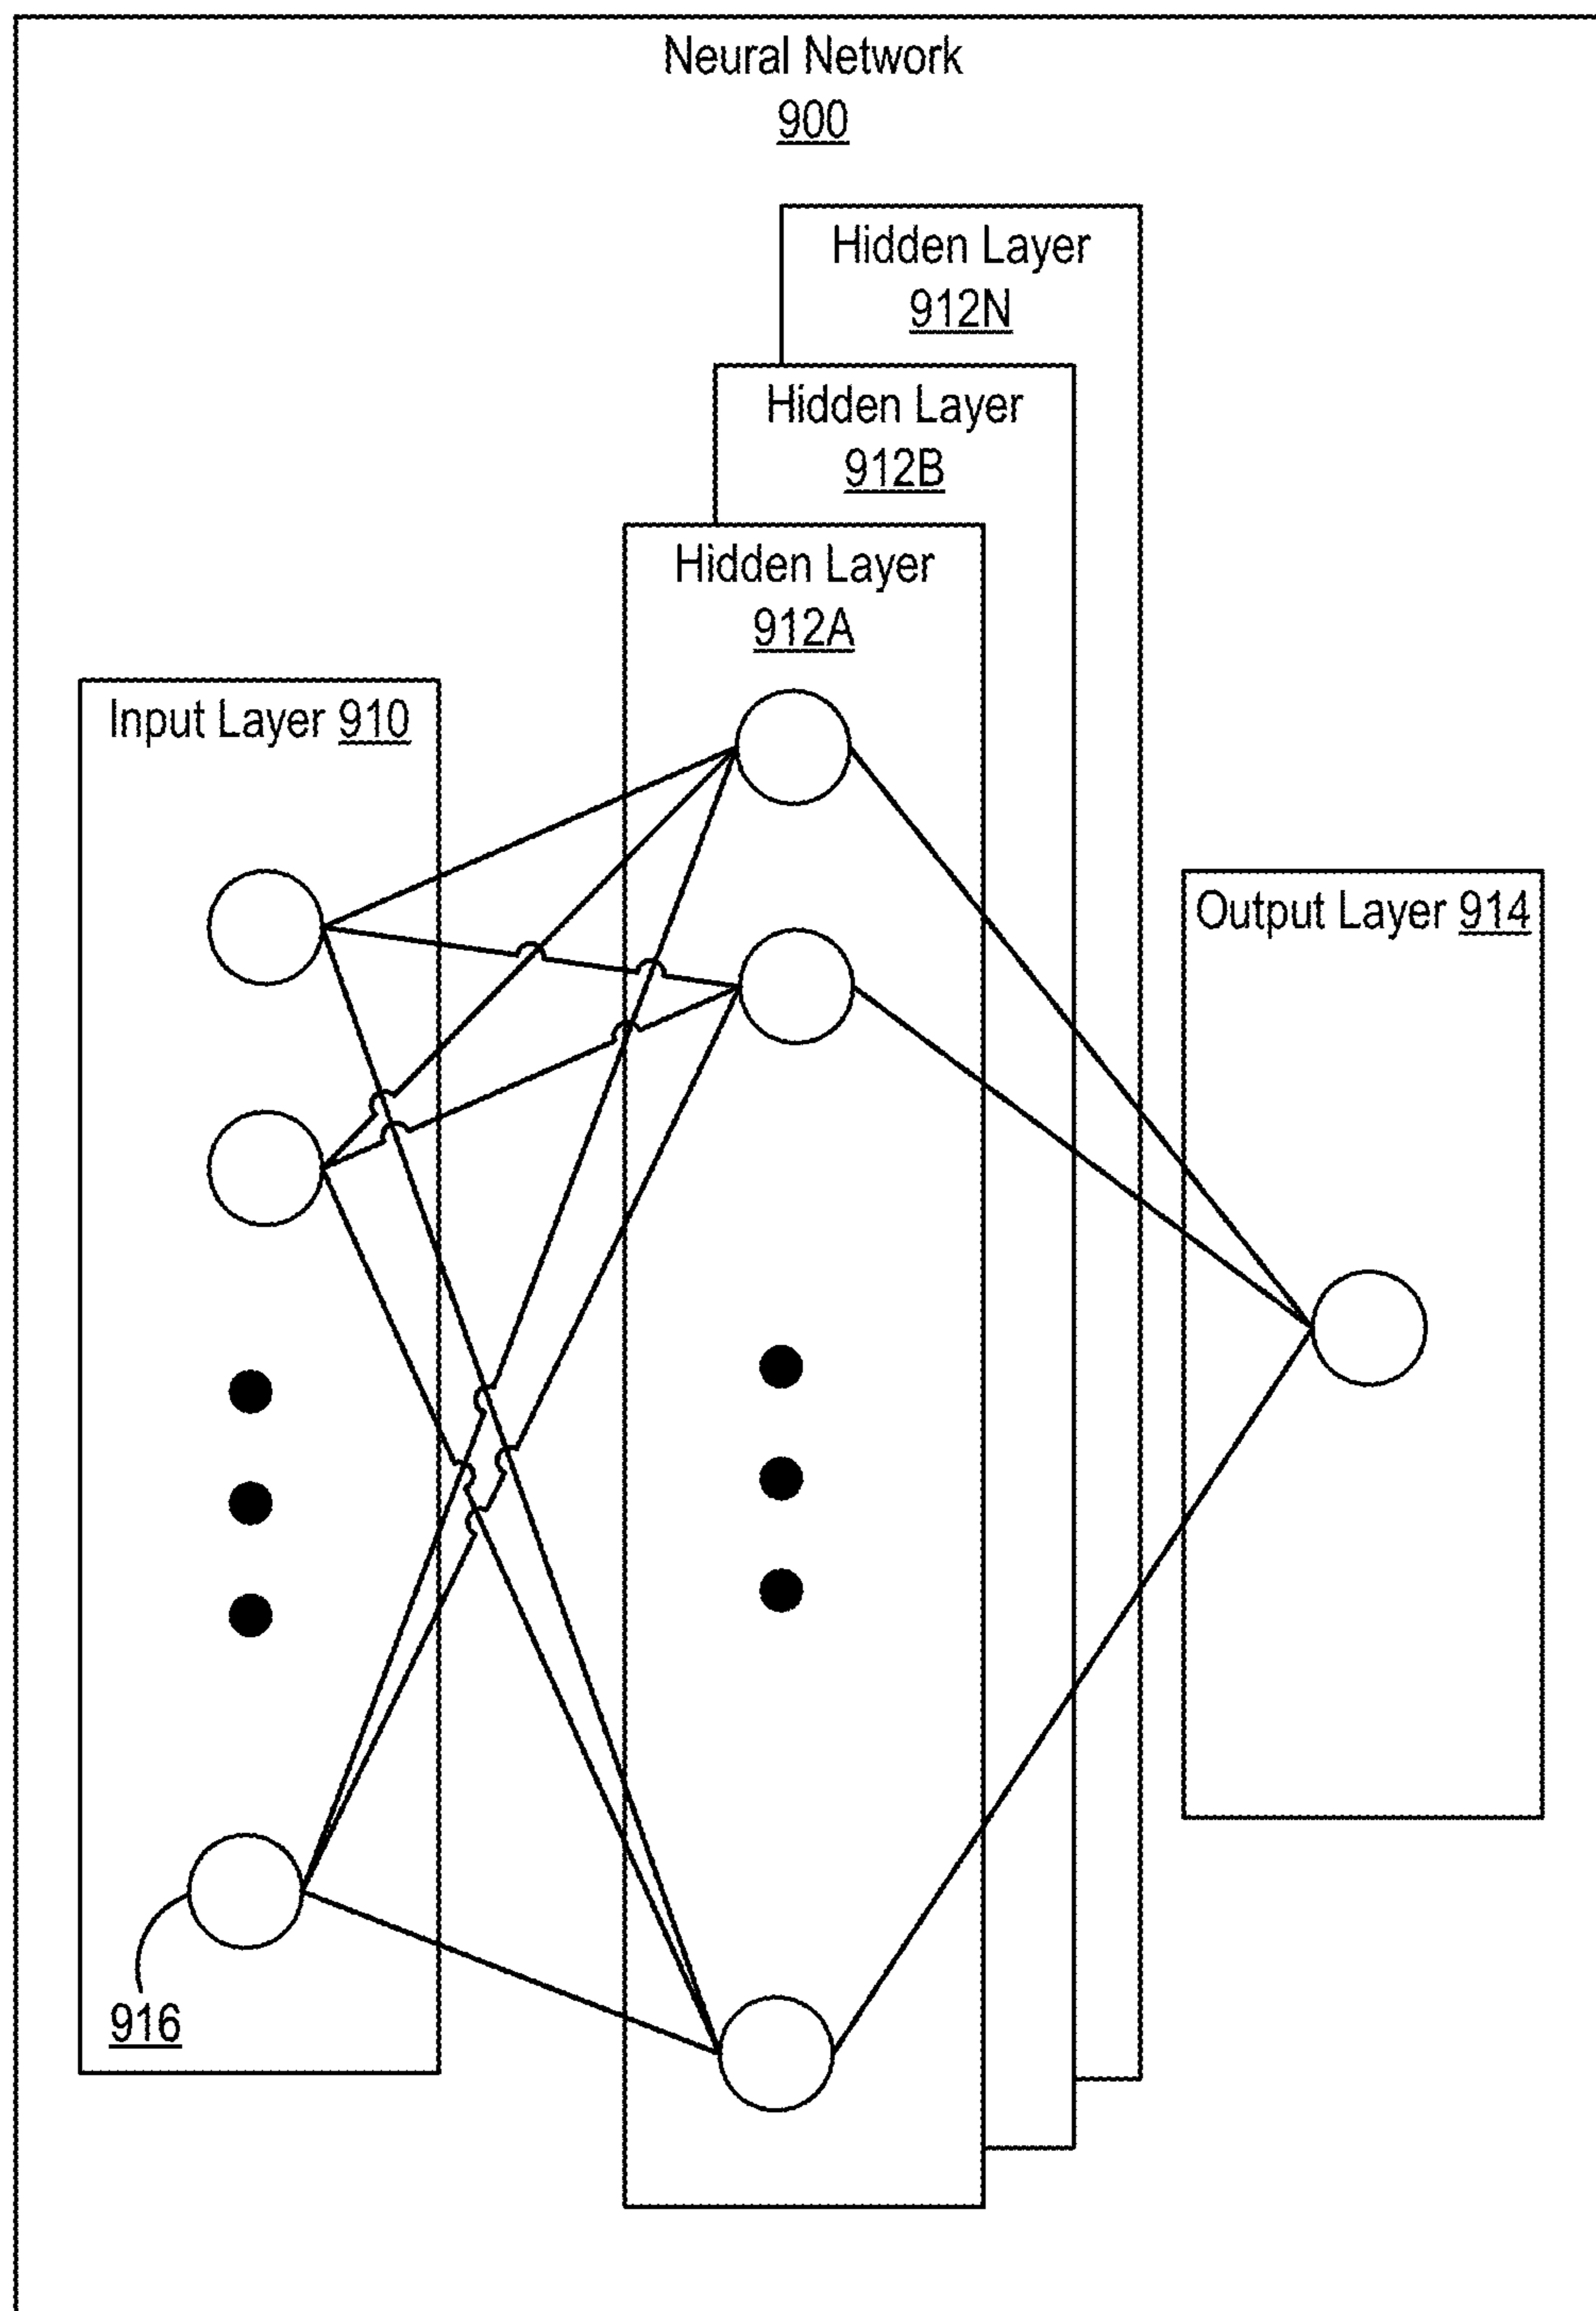 Neural Network
900
Hidden Layer
912N
Hidden Layer
912B
Hidden Layer
912A
Input Layer 910
Output Layer 914
916